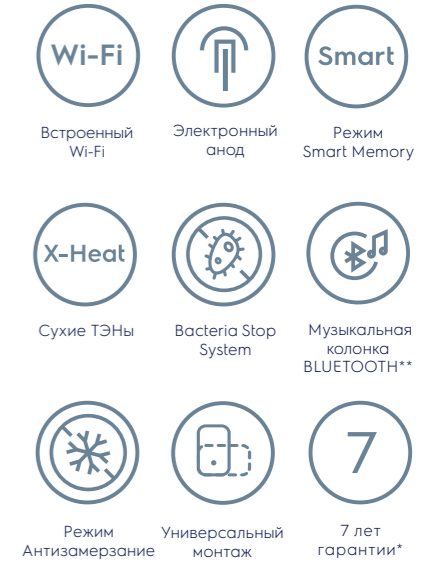 Wi-Fi
Встроенный
Wi-Fi
Электронный
анод
Smart
Режим
Smart Memory
X-Heat
Сухие ТЭНы
Bacteria Stop
System
Музыкальная
колонка
BLUETOOTH**
Режим
Антизамерзание
Универсальный
монтаж
7
7 лет
гарантии*